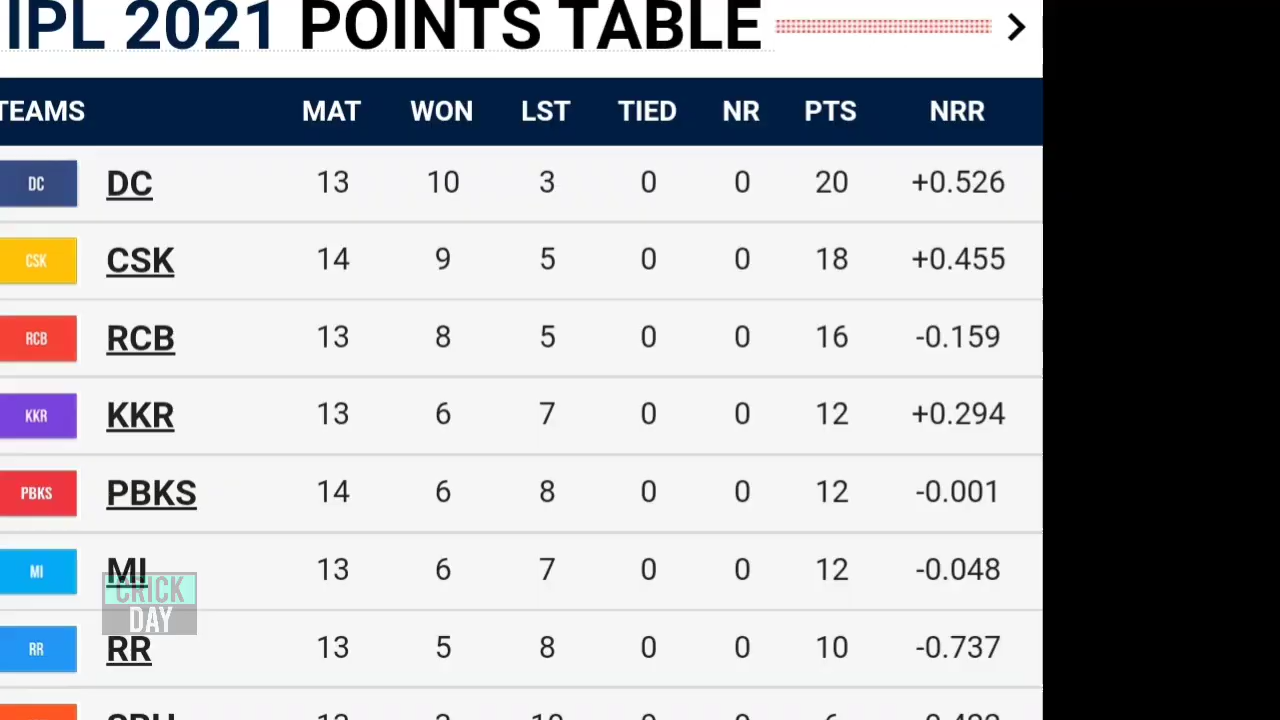 IPL 2021 POINTS TABLE
TEAMS MAT WON LST TIED NR PTS NRR
DC DC 13 10 3 0 0 20 +0.526
CSK CSK 14 9 5 0 0 18 +0.455
RCB RCB 13 8 5 0 0 16 -0.159
KKR KKR 13 6 7 0 0 12 +0.294
PBKS PBKS 14 6 8 0 0 12 -0.001
MI MI 13 6 7 0 0 12 -0.048
CRICK
DAY
RR RR 13 5 8 0 0 10 -0.737